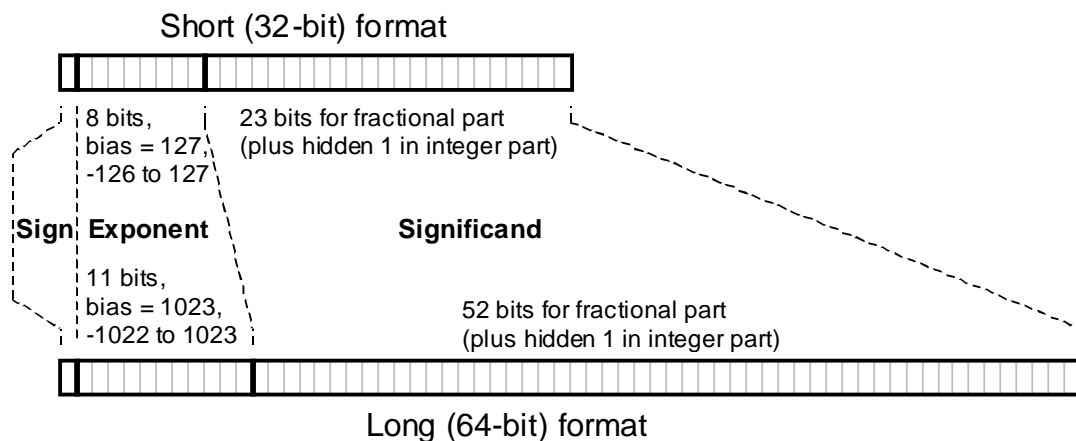 Short (32-bit) format
8 bits,
bias = 127,
-126 to 127
23 bits for fractional part
(plus hidden 1 in integer part)
Sign Exponent Significand
11 bits,
bias = 1023,
-1022 to 1023
52 bits for fractional part
(plus hidden 1 in integer part)
Long (64-bit) format